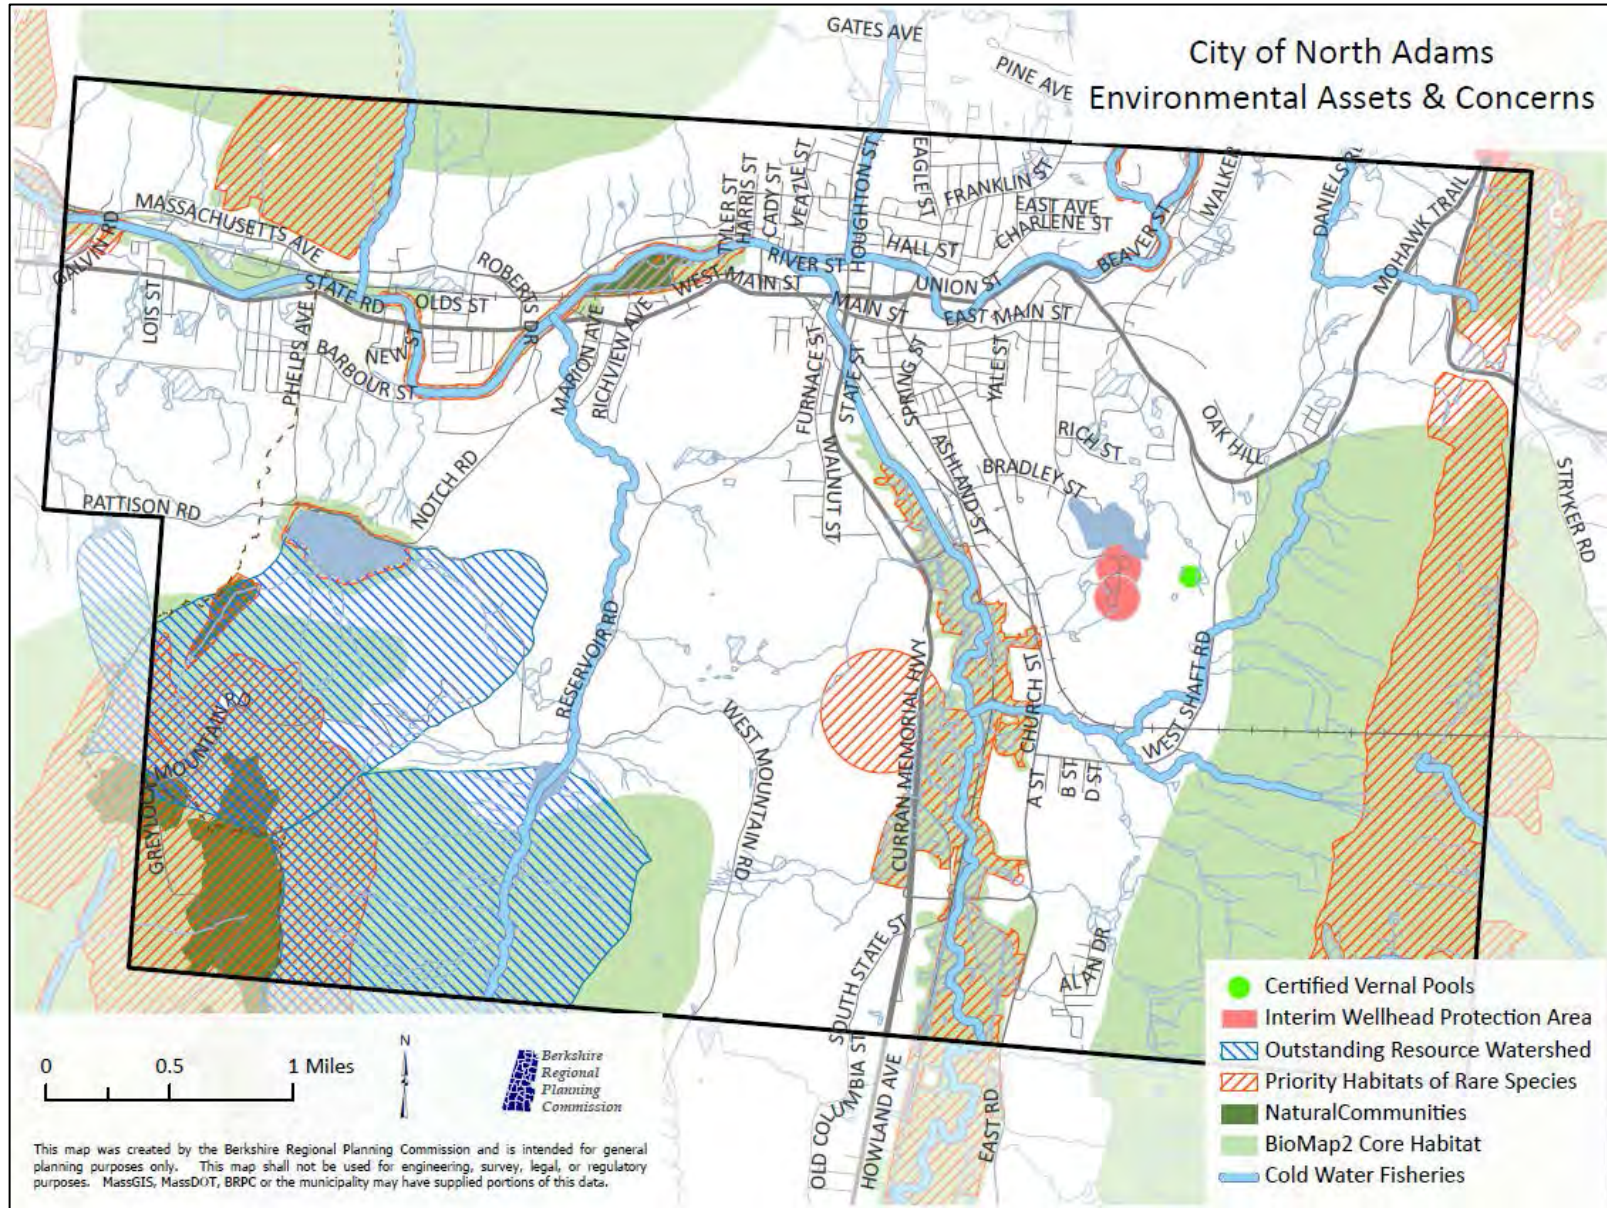 City of North Adams
Environmental Assets & Concerns
GATES AVE
PINE AVE
EAGLE ST
FRANKLIN ST
WALKER
DANIELS R
MOHAWK TRAIL
TYLER ST
HARRIS ST
CADY ST
VEAZIE ST
HOUGHTON ST
EAST AVE
CHARLENE ST
HALL ST
BEAVER ST
MASSACHUSETTS AVE
GALVIN RD
LOIS ST
STATE RD
OLDS ST
ROBERTS DR
RIVER ST
WEST MAIN ST
UNION ST
MAIN ST
EAST MAIN ST
PHELPS AVE
NEW ST
BARBOUR ST
MARION AVE
RICHVIEW AVE
FURNACE ST
STATE ST
SPRING ST
YALE ST
OAK HILL
RICH ST
BRADLEY ST
ASHLAND ST
WALNUT ST
STRYKER RD
PATTISON RD
NOTCH RD
RESERVOIR RD
CURRAN MEMORIAL HWY
CHURCH ST
WEST SHAFT RD
MOUNTAIN RD
GREYLOCK
WEST MOUNTAIN RD
A ST
B ST
D ST
SOUTH STATE ST
ALAN DR
OLD COLUMBIA ST
HOWLAND AVE
EAST RD
Certified Vernal Pools
Interim Wellhead Protection Area
Outstanding Resource Watershed
Priority Habitats of Rare Species
NaturalCommunities
BioMap2 Core Habitat
Cold Water Fisheries
0 0.5 1 Miles
N
Berkshire
Regional
Planning
Commission
This map was created by the Berkshire Regional Planning Commission and is intended for general
planning purposes only. This map shall not be used for engineering, survey, legal, or regulatory
purposes. MassGIS, MassDOT, BRPC or the municipality may have supplied portions of this data.